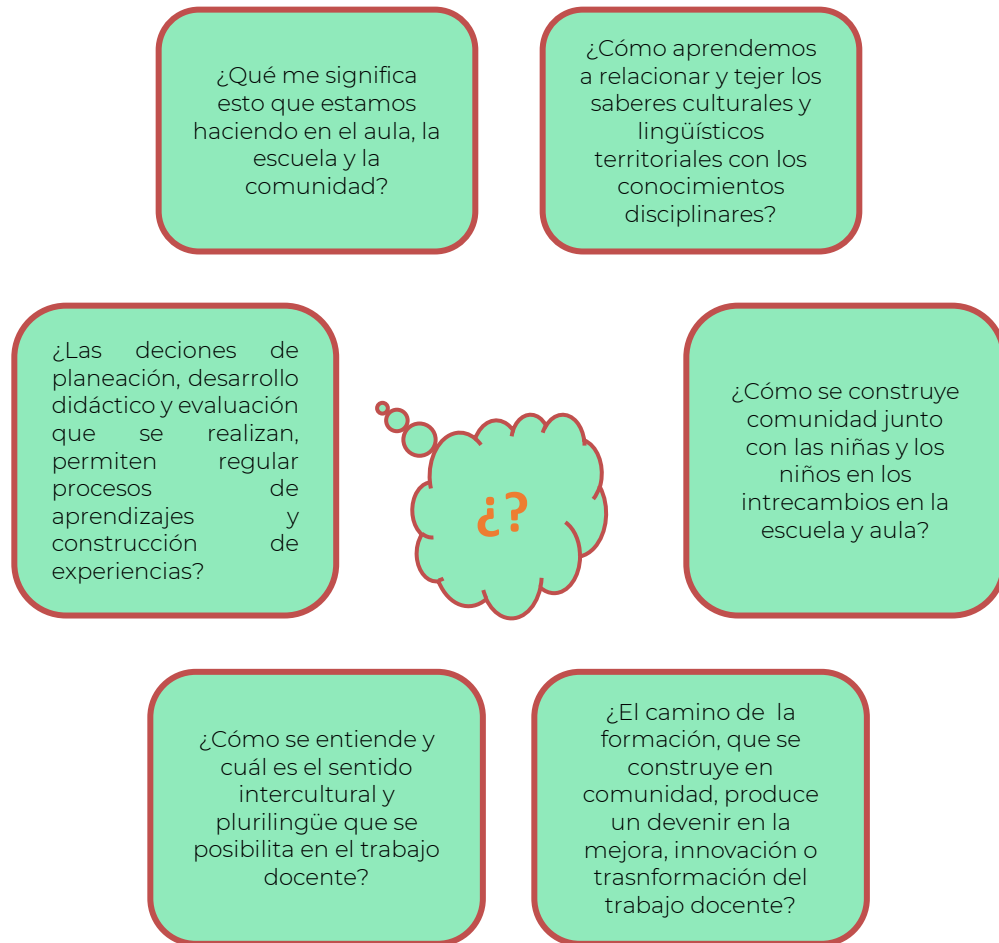 ¿Qué me significa
esto que estamos
haciendo en el aula, la
escuela y la
comunidad?
¿Cómo aprendemos
a relacionar y tejer los
saberes culturales y
lingüísticos
territoriales con los
conocimientos
disciplinares?
¿Las deciones de
planeación, desarrollo
didáctico y evaluación
que se realizan,
permiten regular
procesos de
aprendizajes y
construcción de
experiencias?
¿?
¿Cómo se construye
comunidad junto
con las niñas y los
niños en los
intrecambios en la
escuela y aula?
¿Cómo se entiende y
cuál es el sentido
intercultural y
plurilingüe que se
posibilita en el trabajo
docente?
¿El camino de la
formación, que se
construye en
comunidad, produce
un devenir en la
mejora, innovación o
trasnformación del
trabajo docente?